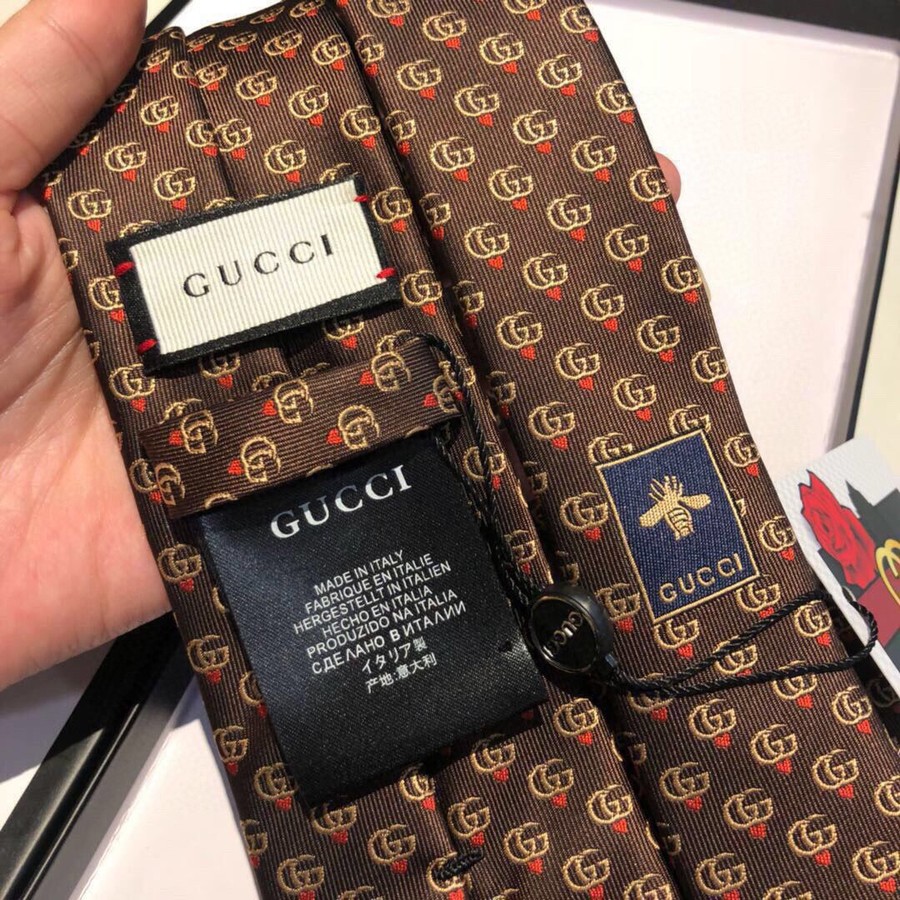 GUCCI
GUCCI
MADE IN ITALY
FABRIQUE EN ITALIE
HERGESTELLT IN ITALIEN
HECHO EN ITALIA
PRODUZIDO NA ITALIA
СДЕЛАНО В ИТАЛИИ
イタリア製
产地:意大利
GUCCI
GUCCI